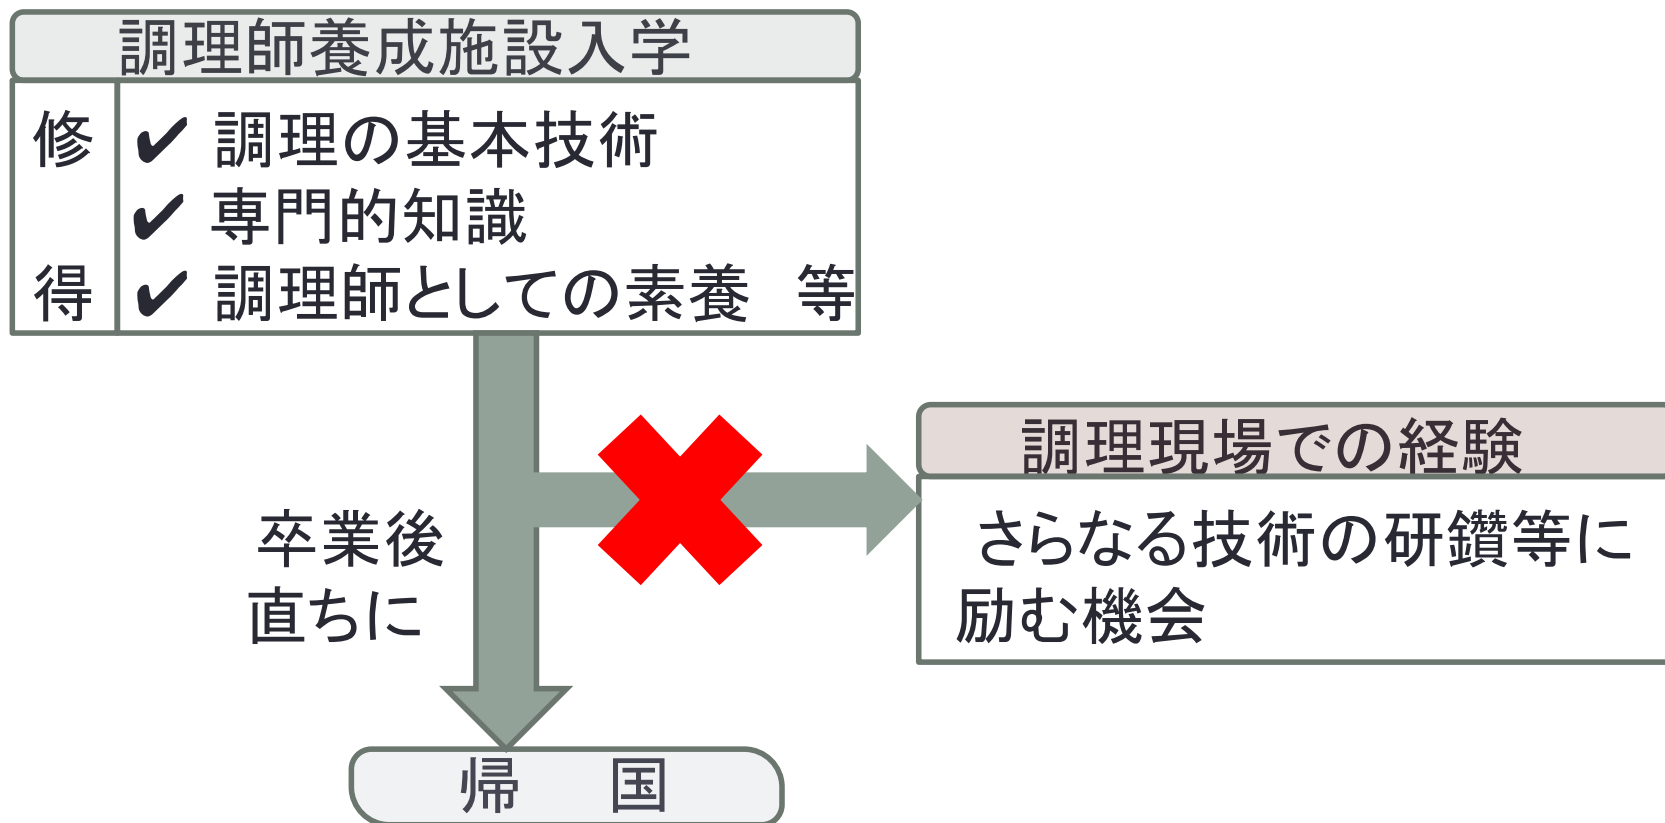 調理師養成施設入学
修 ✔ 調理の基本技術
✔ 専門的知識
得 ✔ 調理師としての素養　等
調理現場での経験
さらなる技術の研鑽等に
励む機会
卒業後
直ちに
帰　国